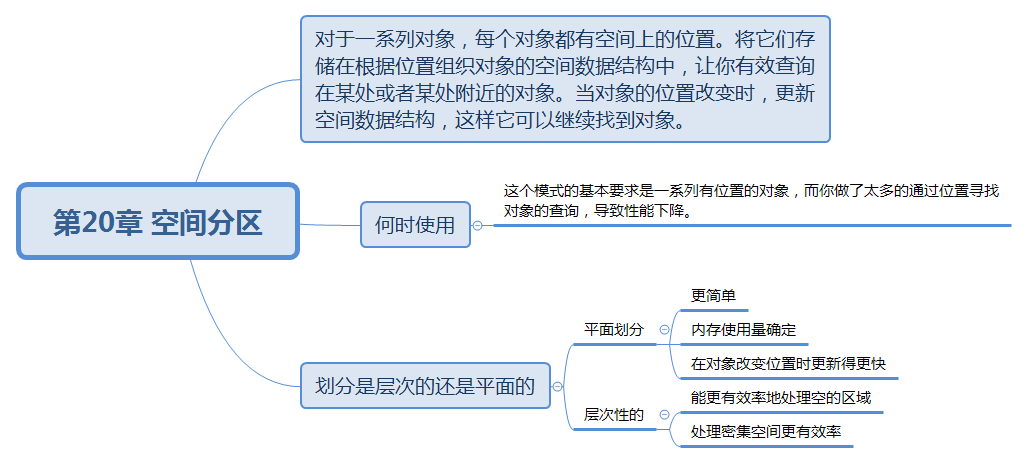 对于一系列对象，每个对象都有空间上的位置。将它们存
储在根据位置组织对象的空间数据结构中，让你有效查询
在某处或者某处附近的对象。当对象的位置改变时，更新
空间数据结构，这样它可以继续找到对象。
第20章 空间分区
何时使用
这个模式的基本要求是一系列有位置的对象，而你做了太多的通过位置寻找
对象的查询，导致性能下降。
划分是层次的还是平面的
平面划分
更简单
内存使用量确定
在对象改变位置时更新得更快
层次性的
能更有效率地处理空的区域
处理密集空间更有效率